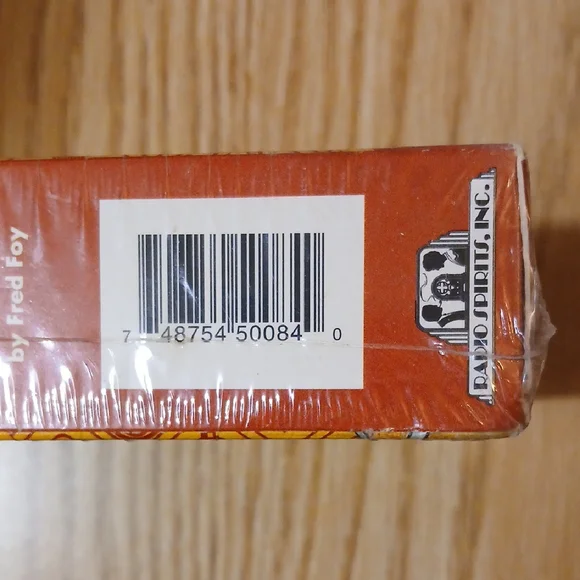 by Fred Foy
7 48754 50084 0
RADIO SPIRITS, INC.